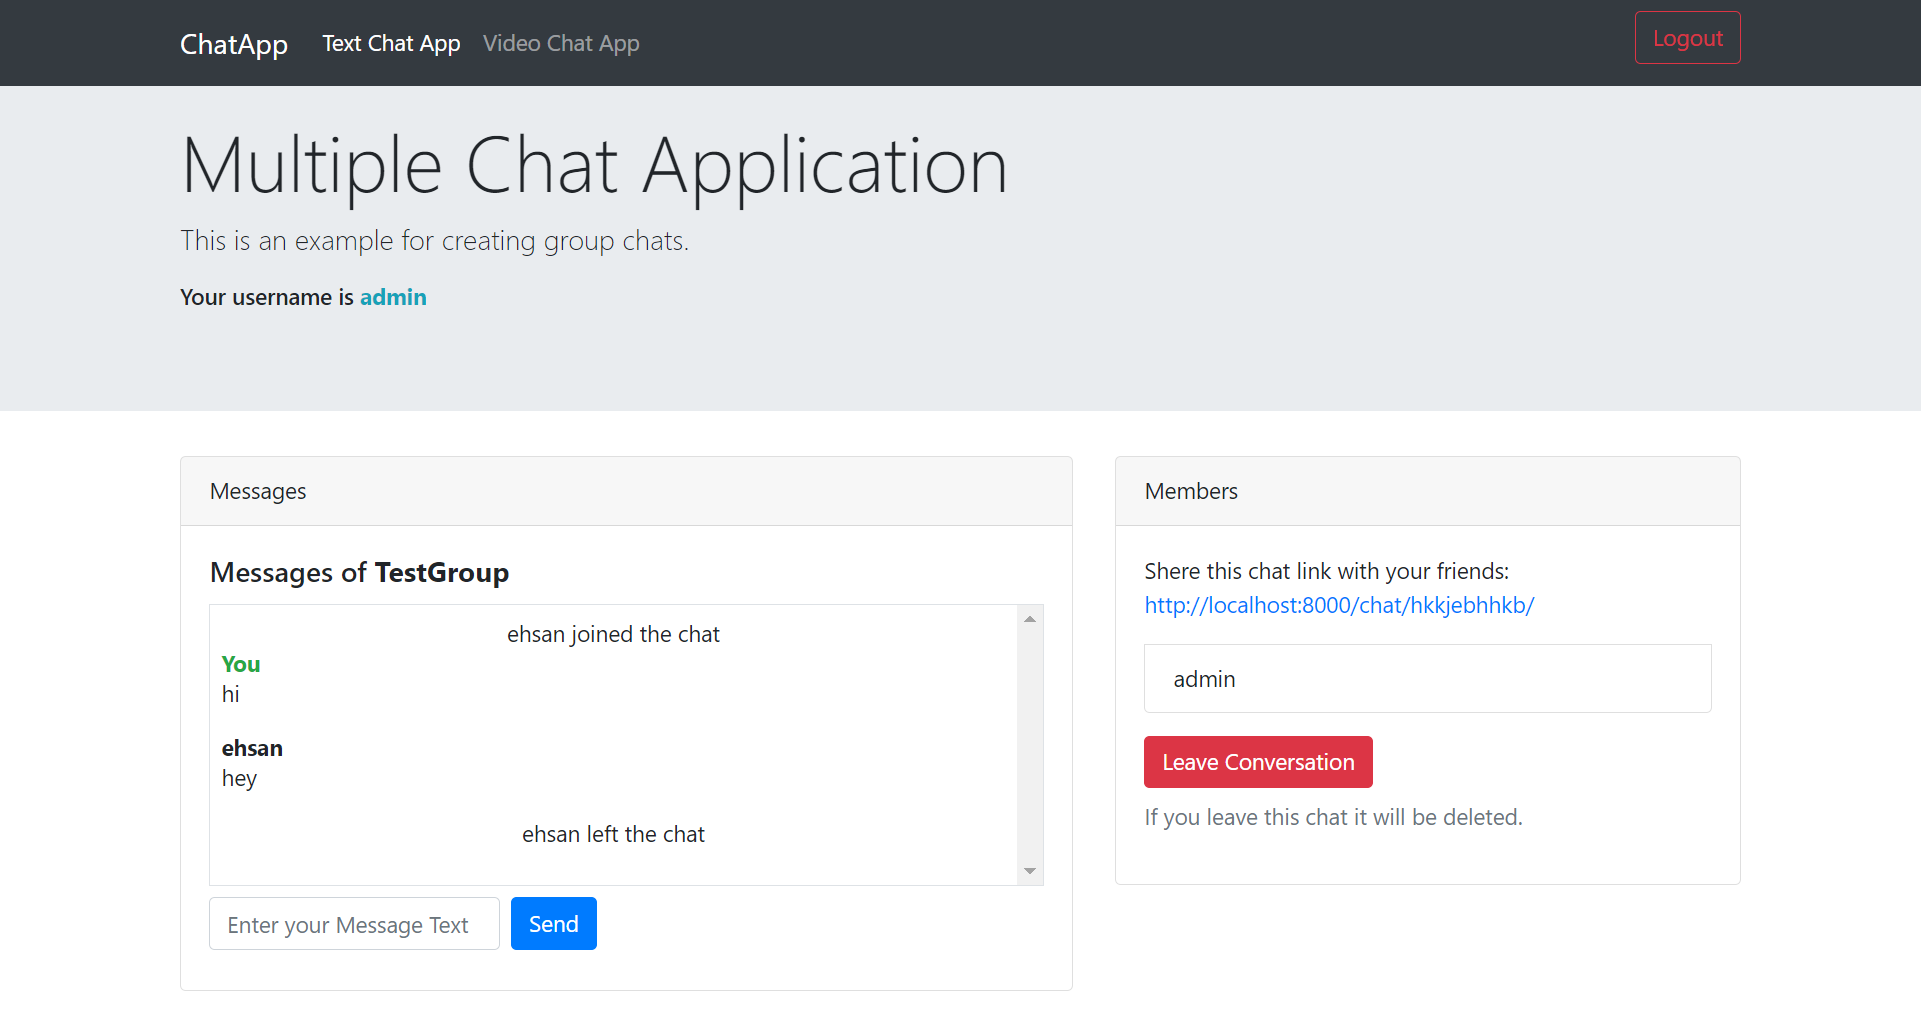 ChatApp Text Chat App Video Chat App Logout
Multiple Chat Application
This is an example for creating group chats.
Your username is admin
Messages
Messages of TestGroup
ehsan joined the chat
You
hi
ehsan
hey
ehsan left the chat
Enter your Message Text Send
Members
Shere this chat link with your friends:
http://localhost:8000/chat/hkkjebhhkb/
admin
Leave Conversation
If you leave this chat it will be deleted.